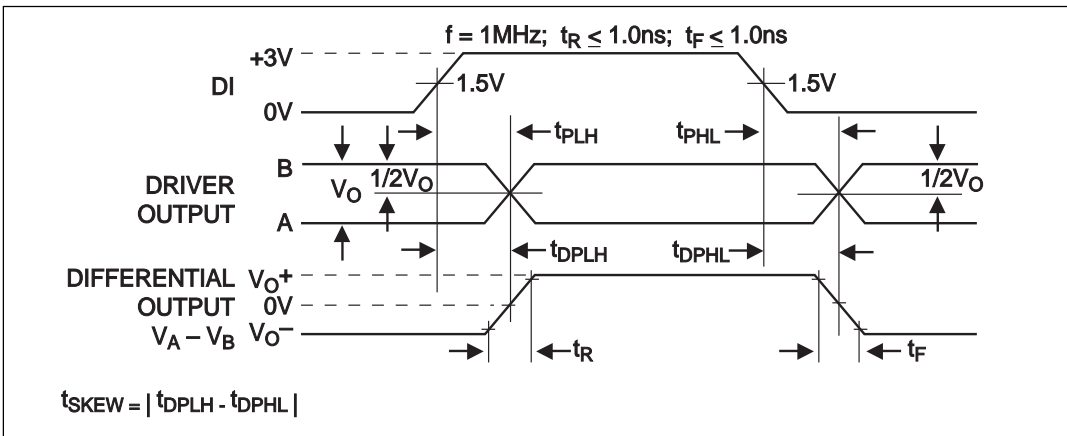 f = 1MHz; tR ≤ 1.0ns; tF ≤ 1.0ns
+3V
DI
1.5V
1.5V
0V
tPLH
tPHL
B
DRIVER
OUTPUT
VO
1/2VO
1/2VO
A
tDPLH
tDPHL
DIFFERENTIAL
OUTPUT
VA – VB
VO+
0V
VO–
tR
tF
tSKEW = | tDPLH - tDPHL |